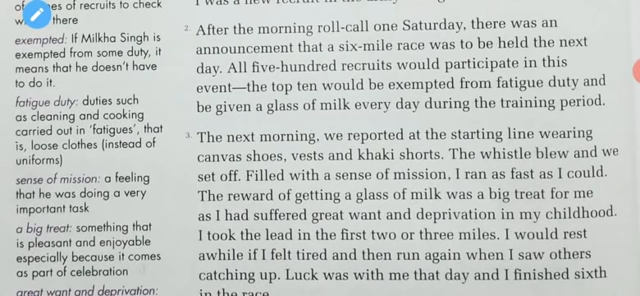 of es of recruits to check
w there
exempted: If Milkha Singh is
exempted from some duty, it
means that he doesn't have
to do it.
fatigue duty: duties such
as cleaning and cooking
carried out in 'fatigues', that
is, loose clothes (instead of
uniforms)
sense of mission: a feeling
that he was doing a very
important task
a big treat: something that
is pleasant and enjoyable
especially because it comes
as part of celebration
great want and deprivation:
I was a new recruit in the
2. After the morning roll-call one Saturday, there was an
announcement that a six-mile race was to be held the next
day. All five-hundred recruits would participate in this
event—the top ten would be exempted from fatigue duty and
be given a glass of milk every day during the training period.
3. The next morning, we reported at the starting line wearing
canvas shoes, vests and khaki shorts. The whistle blew and we
set off. Filled with a sense of mission, I ran as fast as I could.
The reward of getting a glass of milk was a big treat for me
as I had suffered great want and deprivation in my childhood.
I took the lead in the first two or three miles. I would rest
awhile if I felt tired and then run again when I saw others
catching up. Luck was with me that day and I finished sixth
in the race